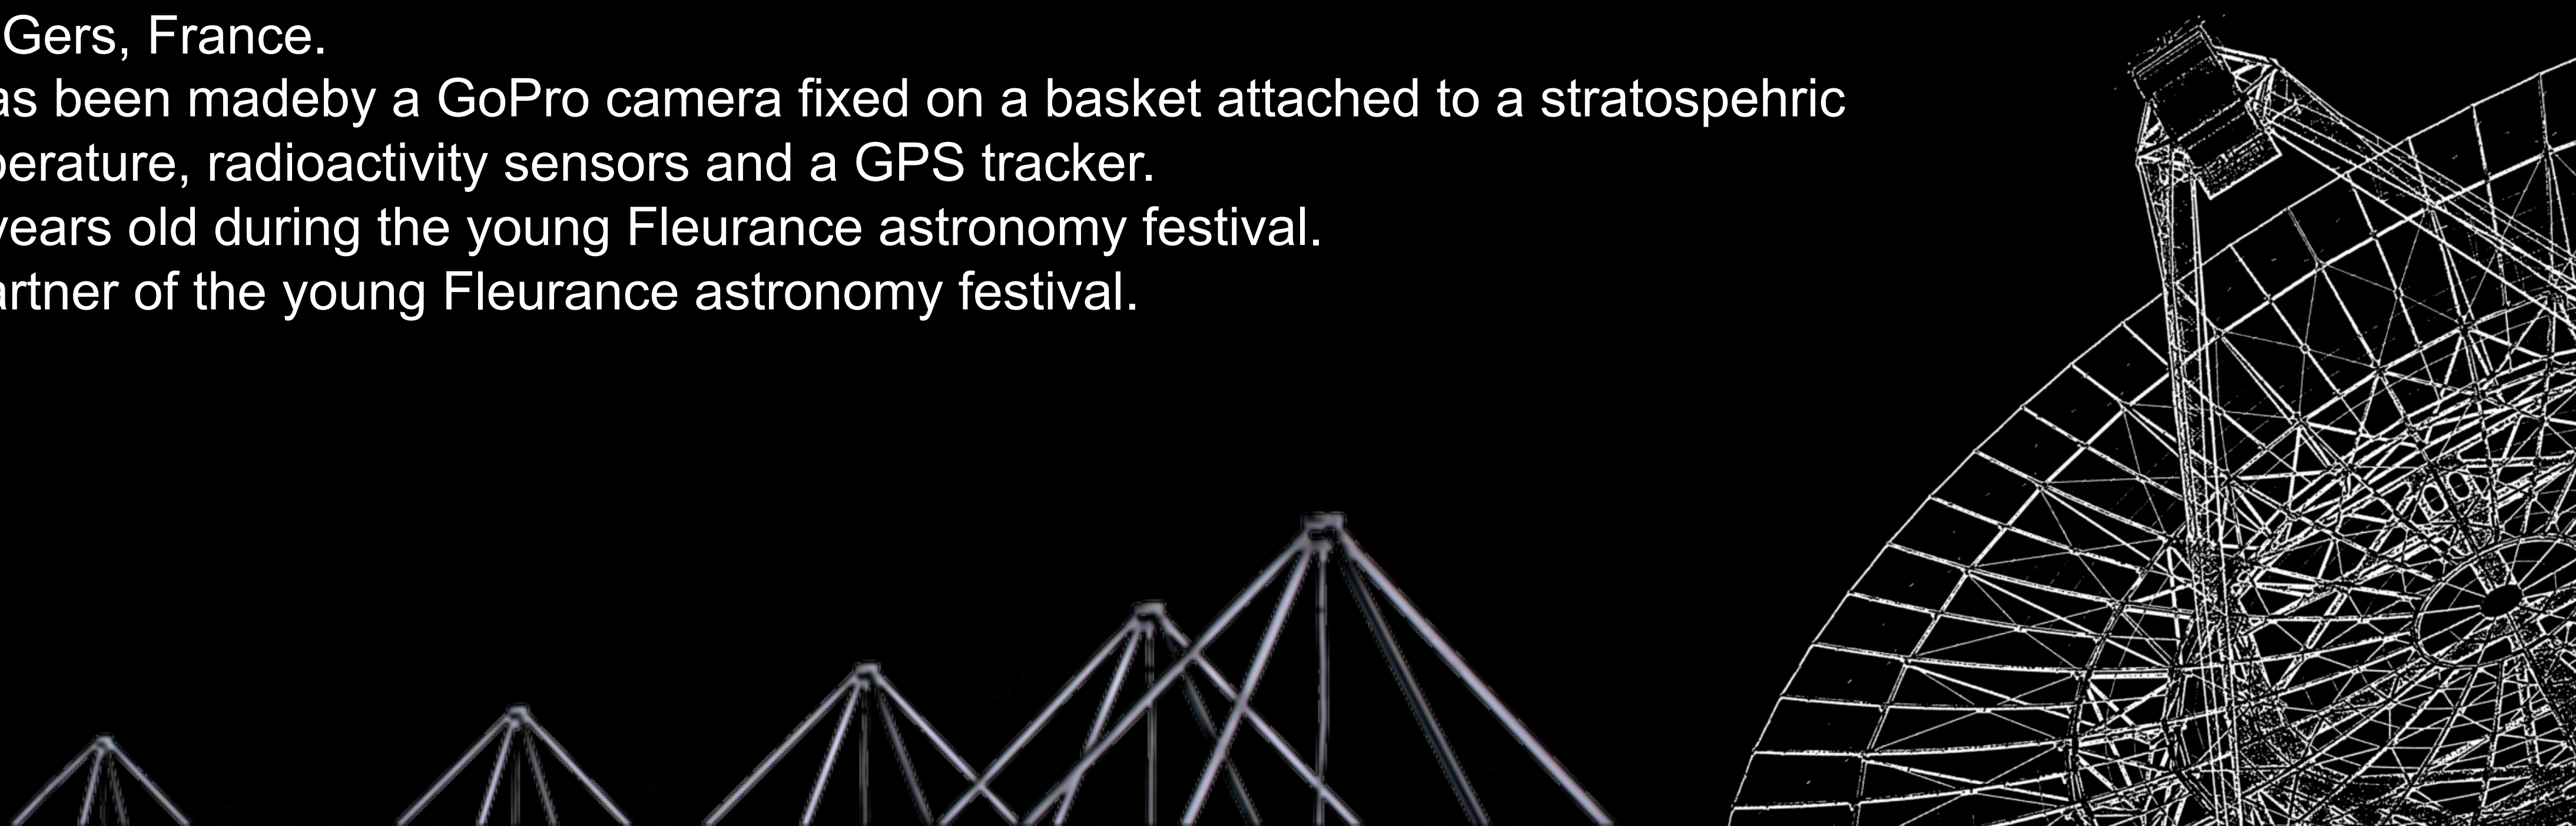 Gers, France.
as been madeby a GoPro camera fixed on a basket attached to a stratospehric
perature, radioactivity sensors and a GPS tracker.
years old during the young Fleurance astronomy festival.
artner of the young Fleurance astronomy festival.